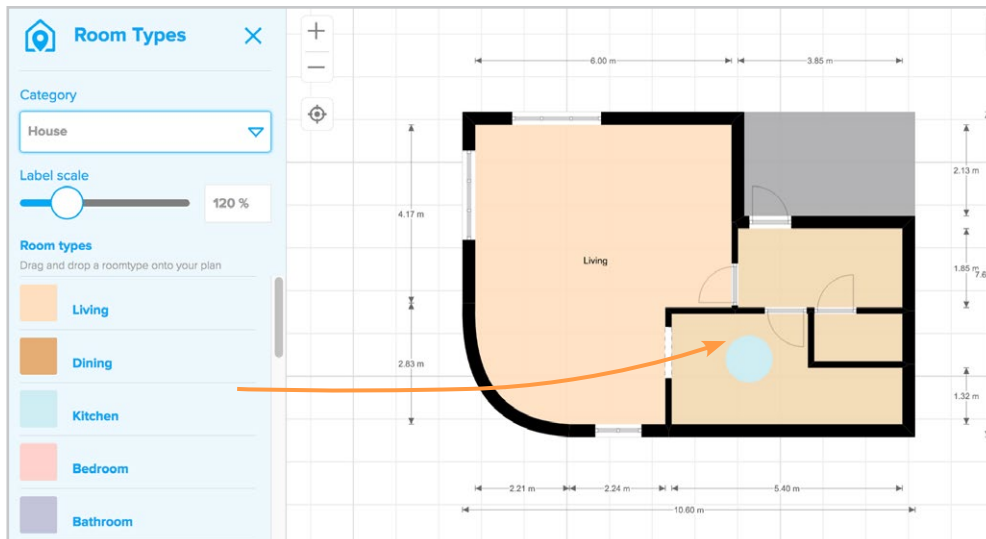 Room Types
Category
House
Label scale
120 %
Room types
Drag and drop a roomtype onto your plan
Living
Dining
Kitchen
Bedroom
Bathroom
6.00 m
3.85 m
2.13 m
4.17 m
Living
1.85 m
2.83 m
1.32 m
2.21 m
2.24 m
5.40 m
10.60 m